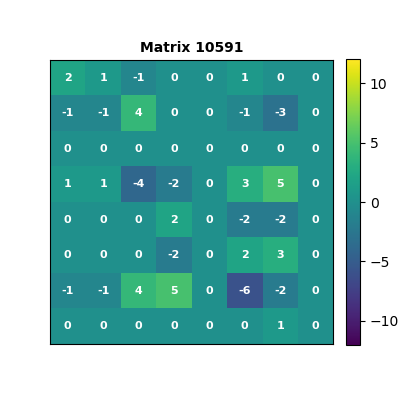 Matrix 10591
2 1 -1 0 0 1 0 0
-1 -1 4 0 0 -1 -3 0
0 0 0 0 0 0 0 0
1 1 -4 -2 0 3 5 0
0 0 0 2 0 -2 -2 0
0 0 0 -2 0 2 3 0
-1 -1 4 5 0 -6 -2 0
0 0 0 0 0 0 1 0
10
5
0
−5
−10